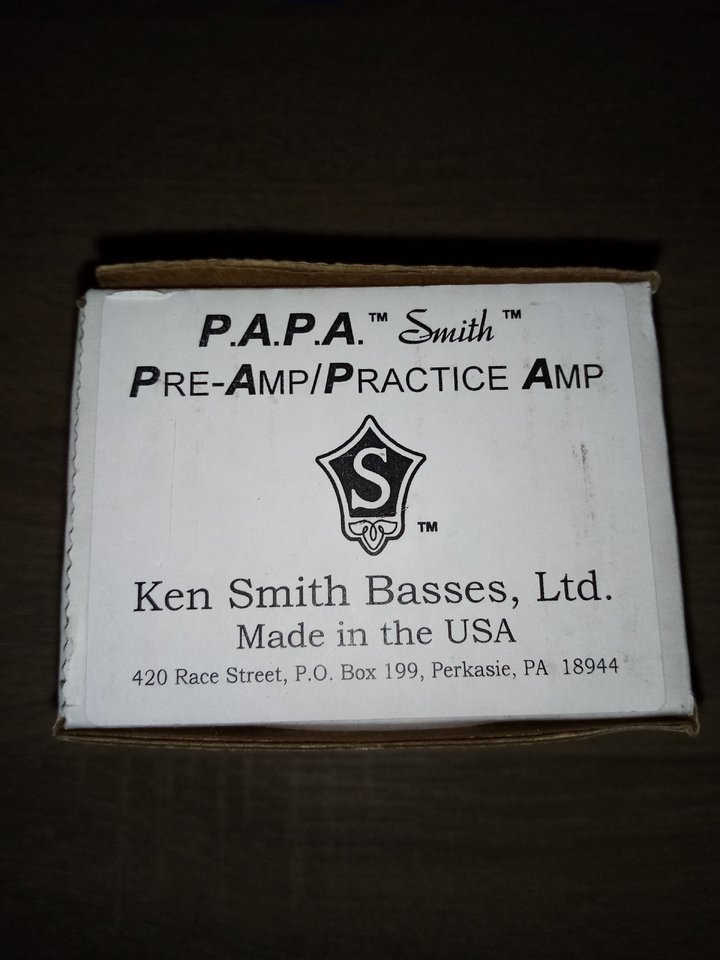 P.A.P.A.™ Smith™
PRE-AMP/PRACTICE AMP
S
™
Ken Smith Basses, Ltd.
Made in the USA
420 Race Street, P.O. Box 199, Perkasie, PA 18944